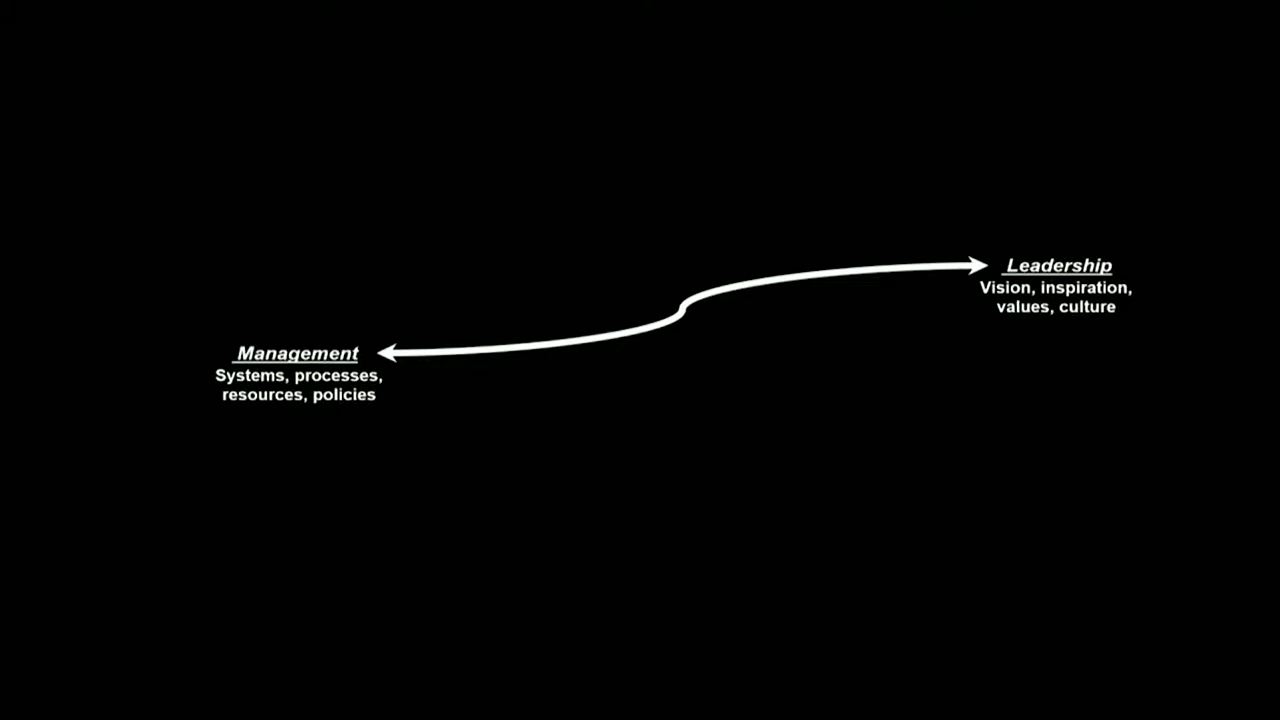 Leadership
Vision, inspiration,
values, culture
Management
Systems, processes,
resources, policies